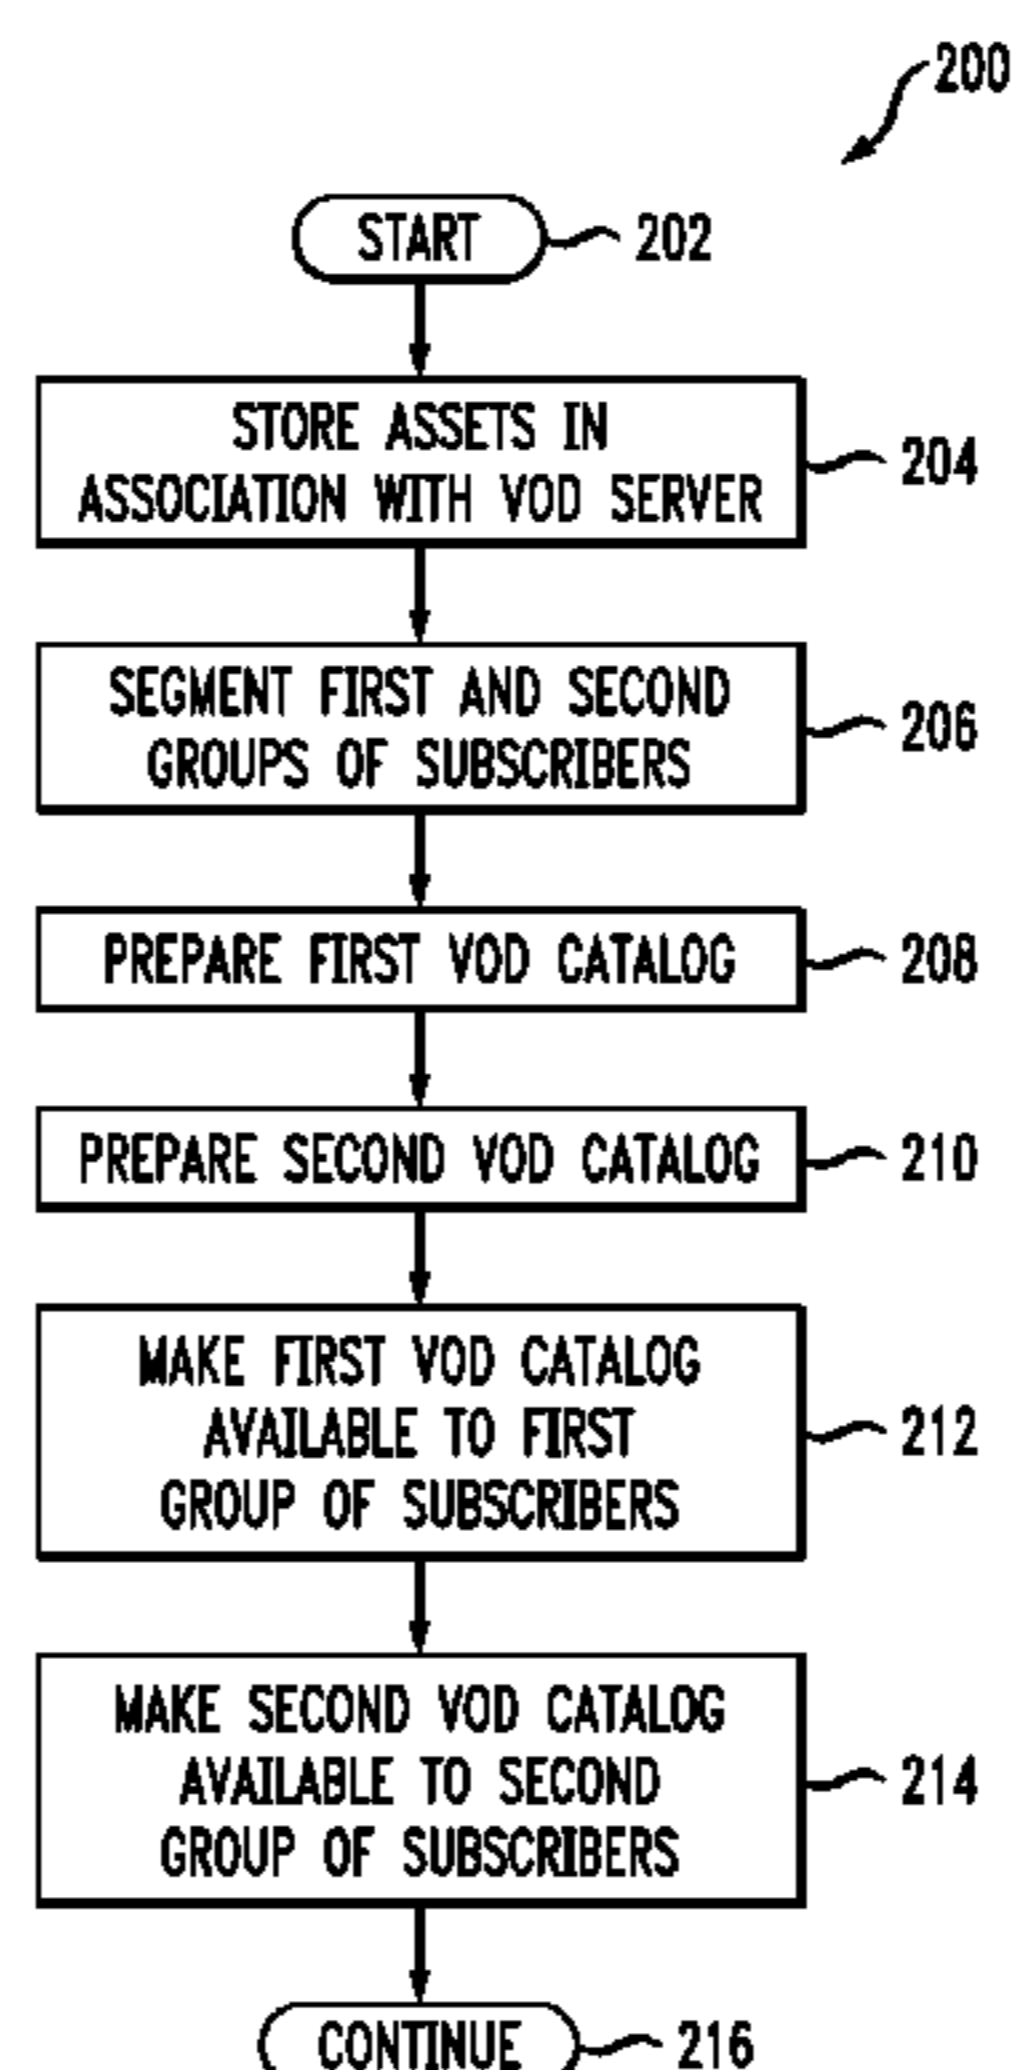 200
START 202
STORE ASSETS IN
ASSOCIATION WITH VOD SERVER
204
SEGMENT FIRST AND SECOND
GROUPS OF SUBSCRIBERS
206
PREPARE FIRST VOD CATALOG 208
PREPARE SECOND VOD CATALOG 210
MAKE FIRST VOD CATALOG
AVAILABLE TO FIRST
GROUP OF SUBSCRIBERS
212
MAKE SECOND VOD CATALOG
AVAILABLE TO SECOND
GROUP OF SUBSCRIBERS
214
CONTINUE 216